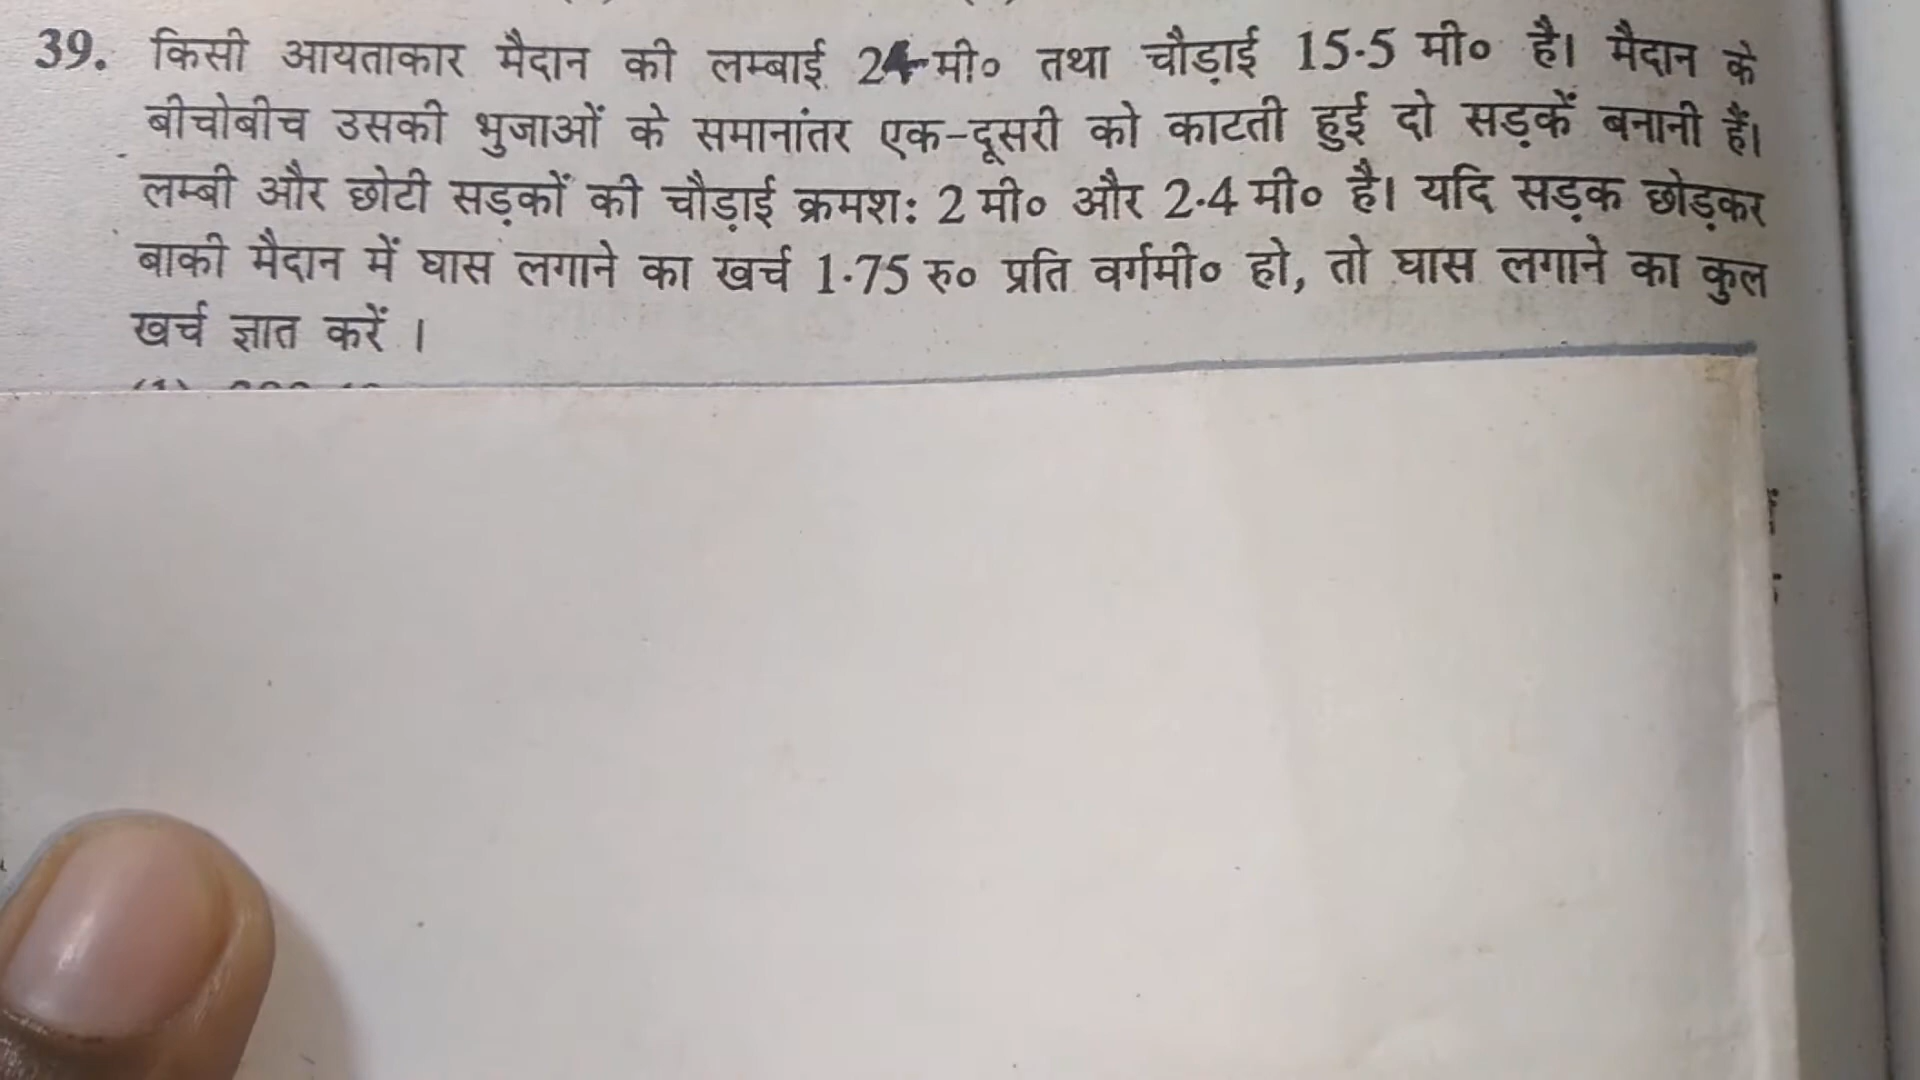 39. किसी आयताकार मैदान की लम्बाई 24 मी० तथा चौड़ाई 15·5 मी० है। मैदान के
बीचोबीच उसकी भुजाओं के समानांतर एक-दूसरी को काटती हुई दो सड़कें बनानी हैं।
लम्बी और छोटी सड़कों की चौड़ाई क्रमश: 2 मी० और 2·4 मी० है। यदि सड़क छोड़कर
बाकी मैदान में घास लगाने का खर्च 1·75 रु० प्रति वर्गमी० हो, तो घास लगाने का कुल
खर्च ज्ञात करें ।